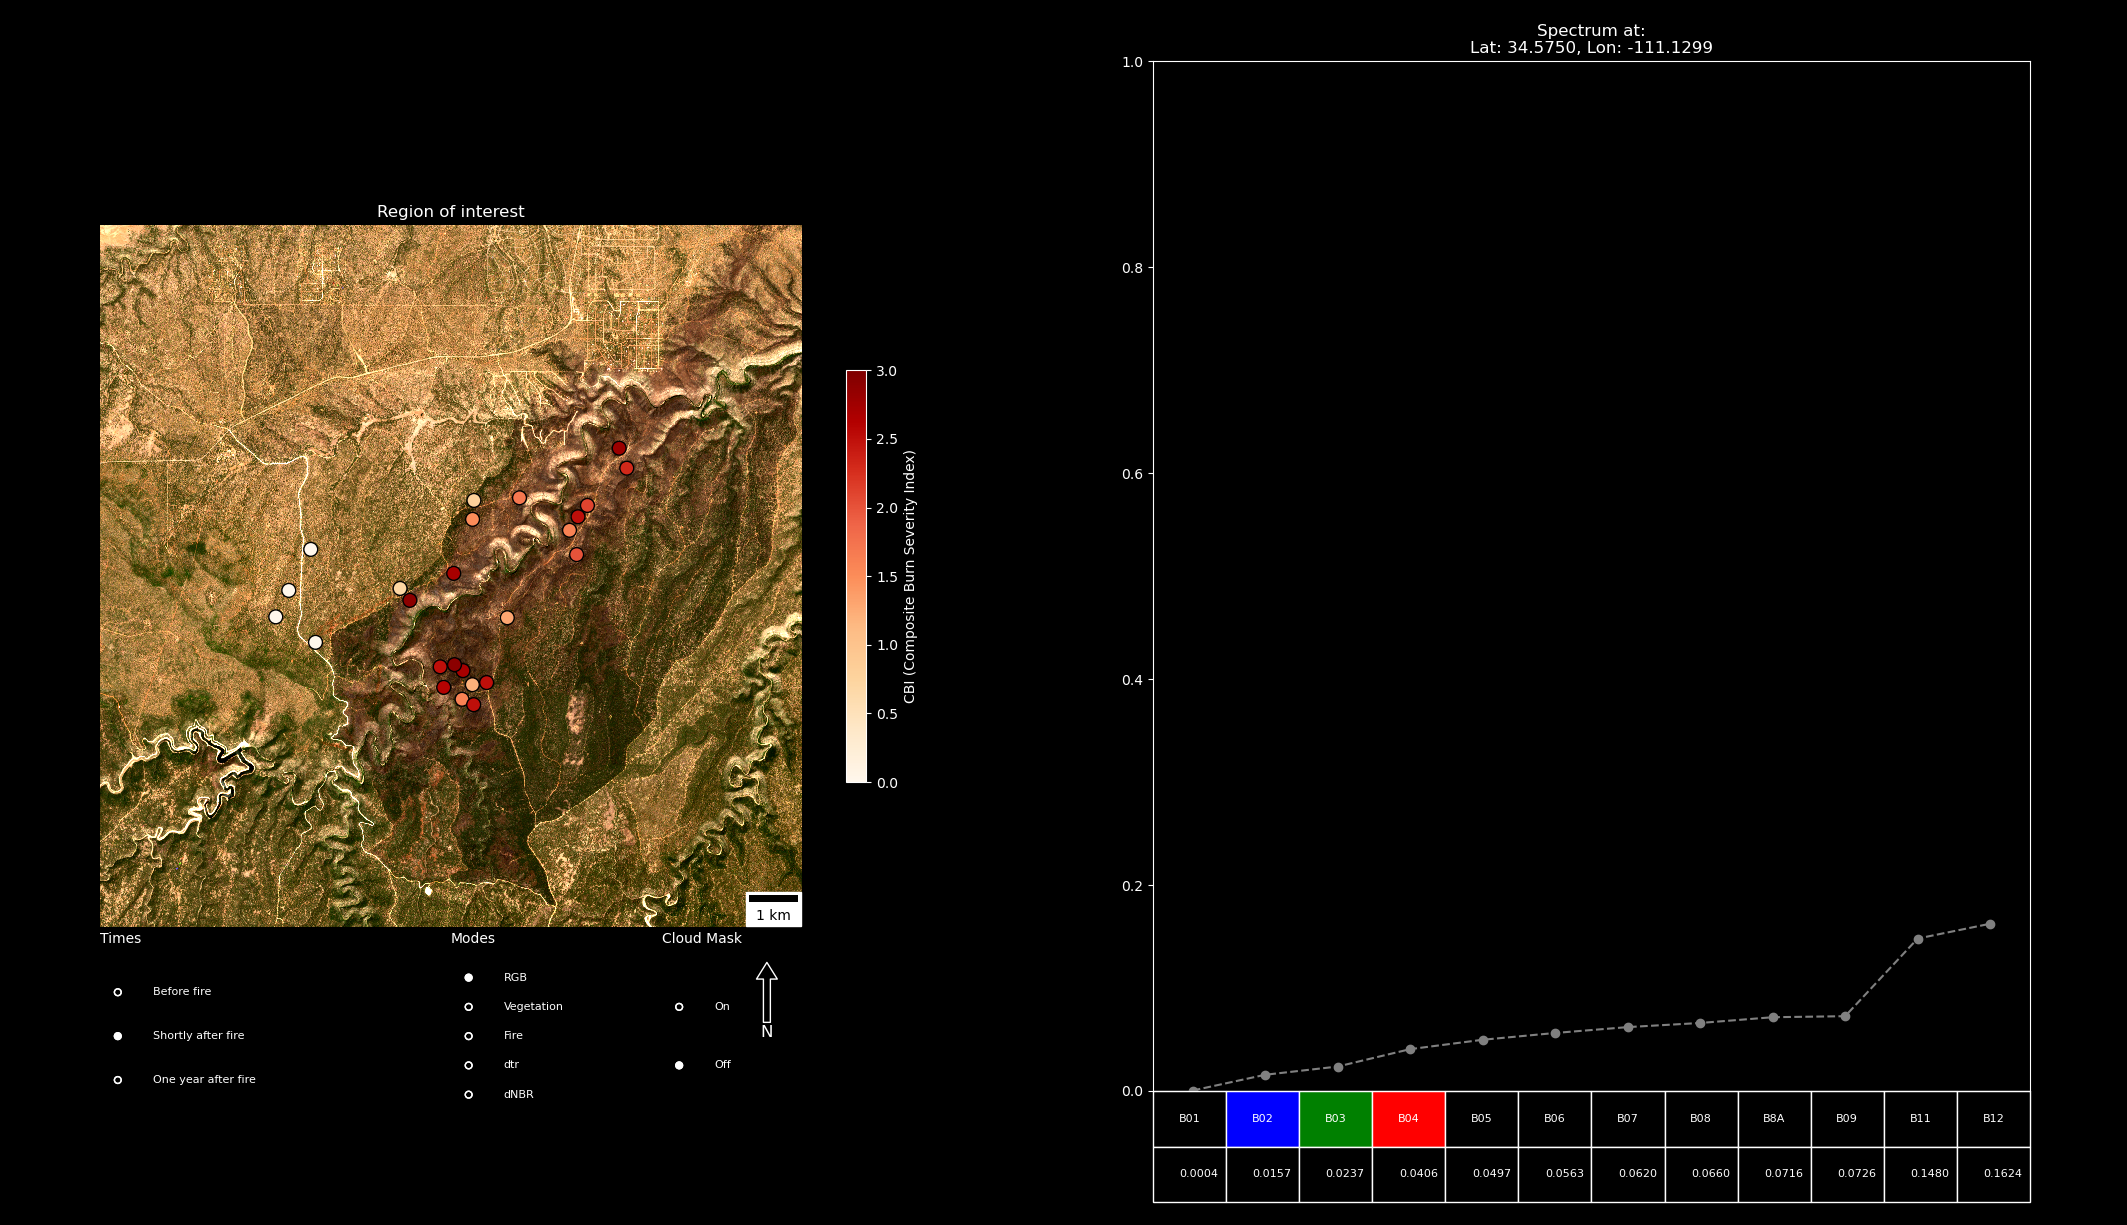 Spectrum at:
Lat: 34.5750, Lon: -111.1299
Region of interest
1 km
3.0
2.5
2.0
1.5
1.0
0.5
0.0
CBI (Composite Burn Severity Index)
Times
Before fire
Shortly after fire
One year after fire
Modes
RGB
Vegetation
Fire
dtr
dNBR
Cloud Mask
On
Off
N
1.0
0.8
0.6
0.4
0.2
0.0
B01 B02 B03 B04 B05 B06 B07 B08 B8A B09 B11 B12
0.0004 0.0157 0.0237 0.0406 0.0497 0.0563 0.0620 0.0660 0.0716 0.0726 0.1480 0.1624